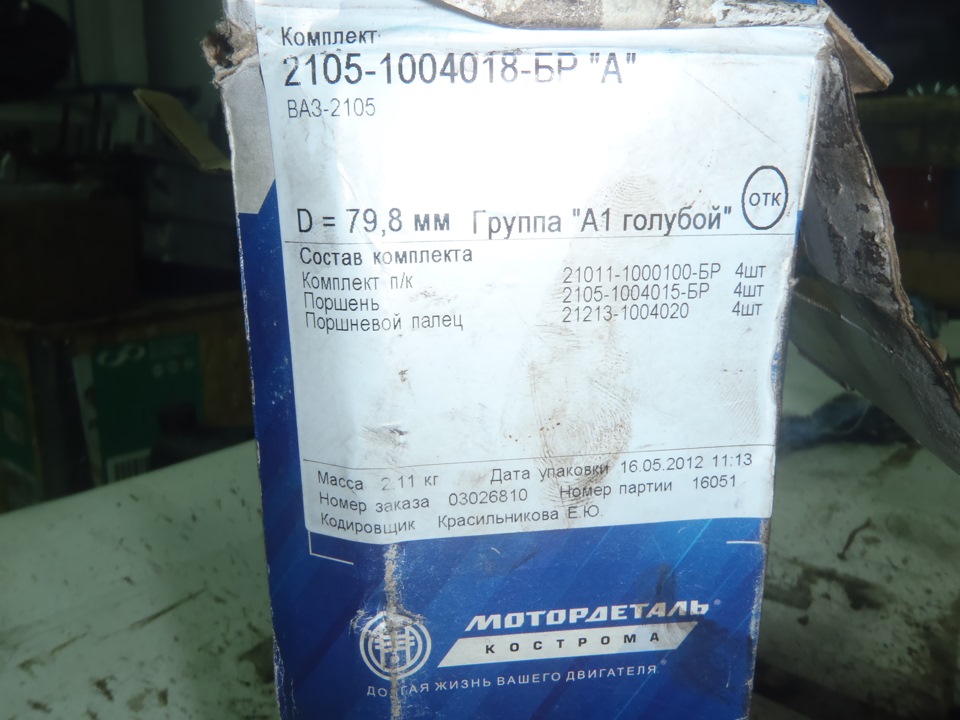 Комплект
2105-1004018-БР "А"
ВАЗ-2105
D = 79,8 мм Группа "А1 голубой" ОТК
Состав комплекта
Комплект п/к 21011-1000100-БР 4шт
Поршень 2105-1004015-БР 4шт
Поршневой палец 21213-1004020 4шт
Масса 2.11 кг Дата упаковки 16.05.2012 11:13
Номер заказа 03026810 Номер партии 16051
Кодировщик Красильникова Е.Ю.
МОТОРДЕТАЛЬ
КОСТРОМА
ДОЛГАЯ ЖИЗНЬ ВАШЕГО ДВИГАТЕЛЯ